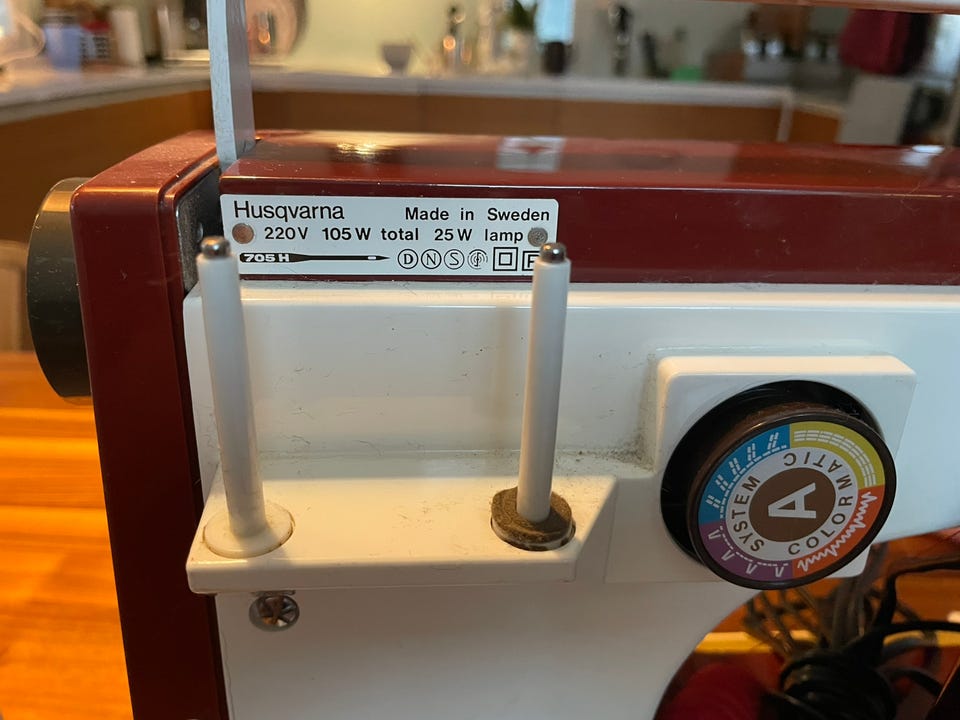 Husqvarna Made in Sweden
220V 105W total 25W lamp
705 H D N S
A
SYSTEM COLORMATIC